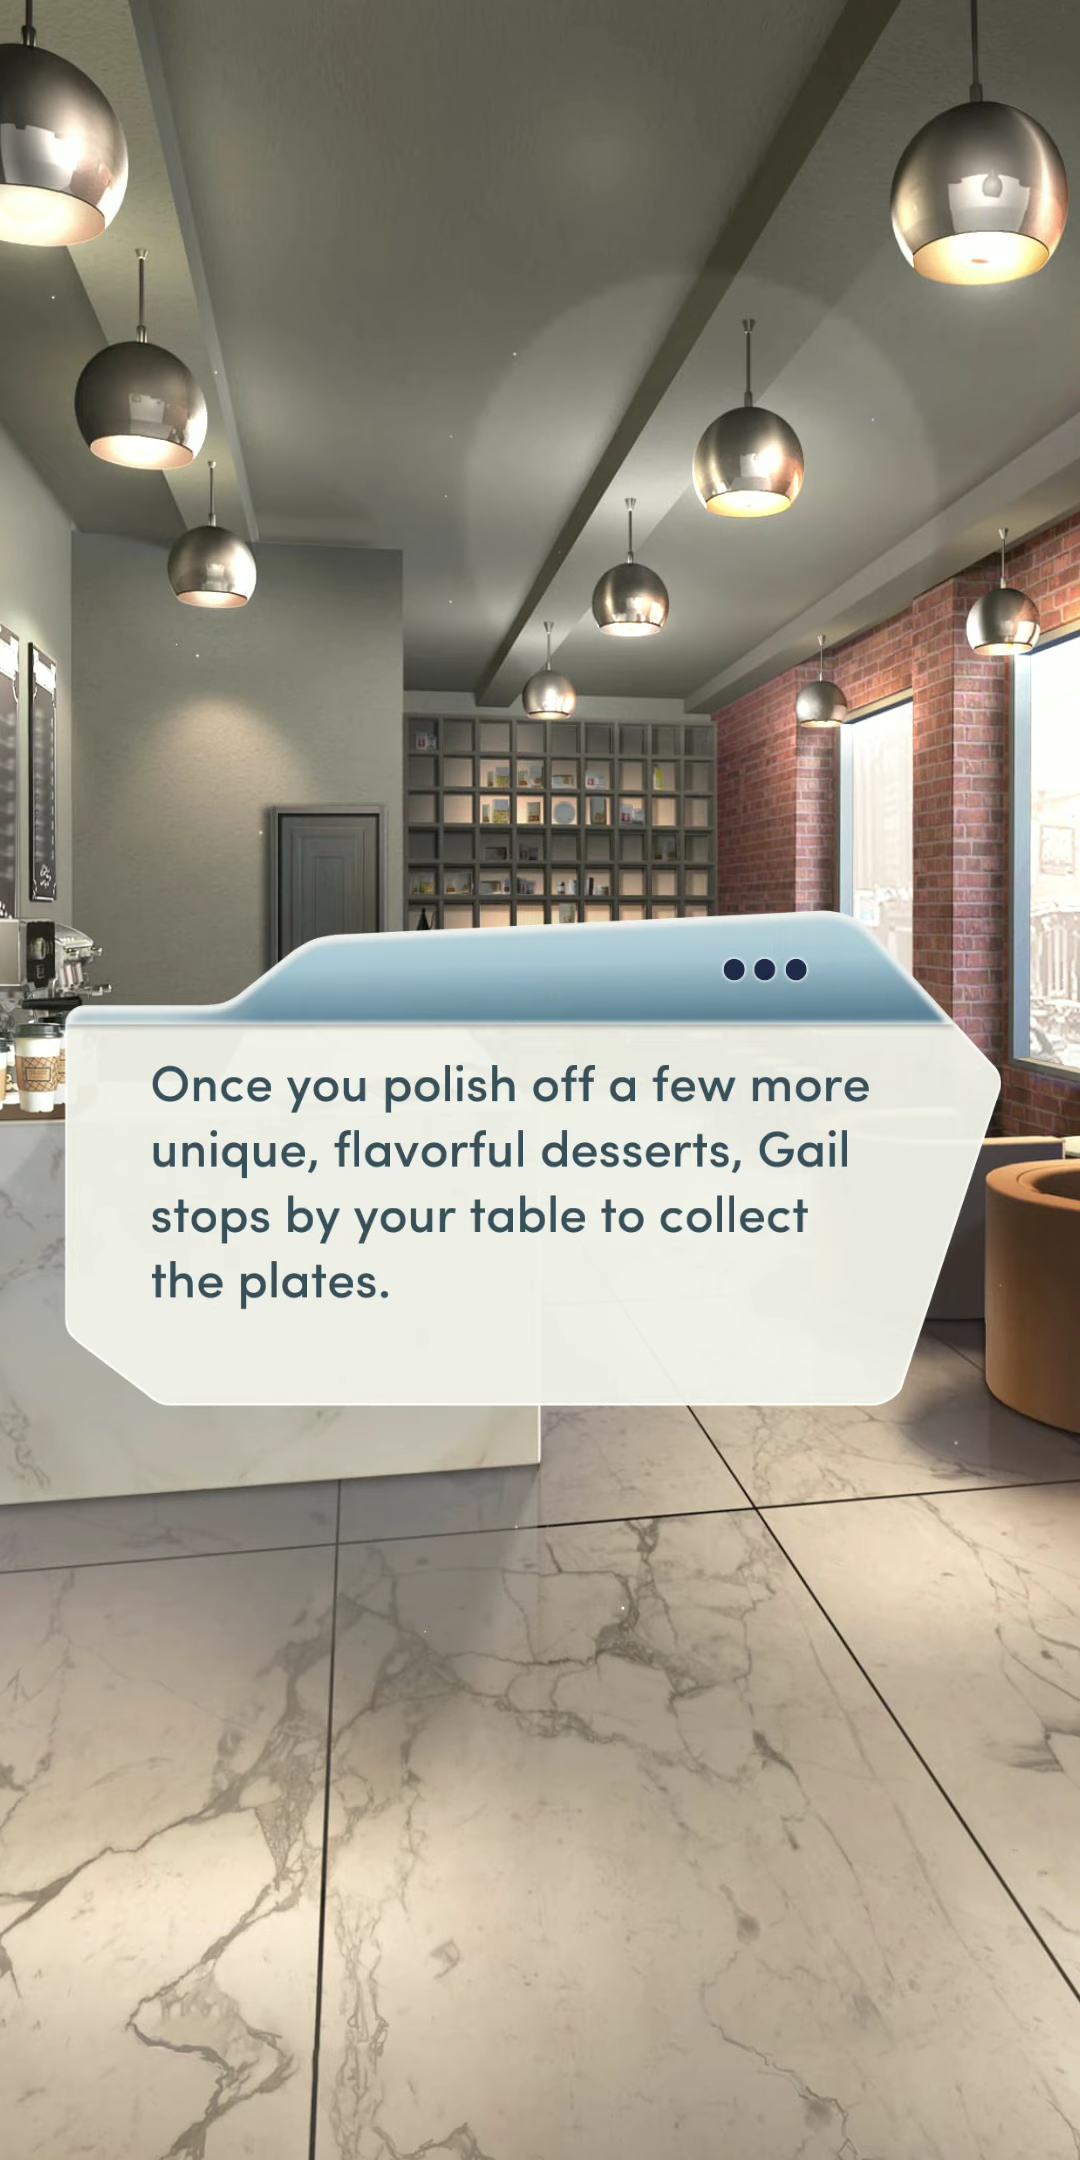 Once you polish off a few more
unique, flavorful desserts, Gail
stops by your table to collect
the plates.